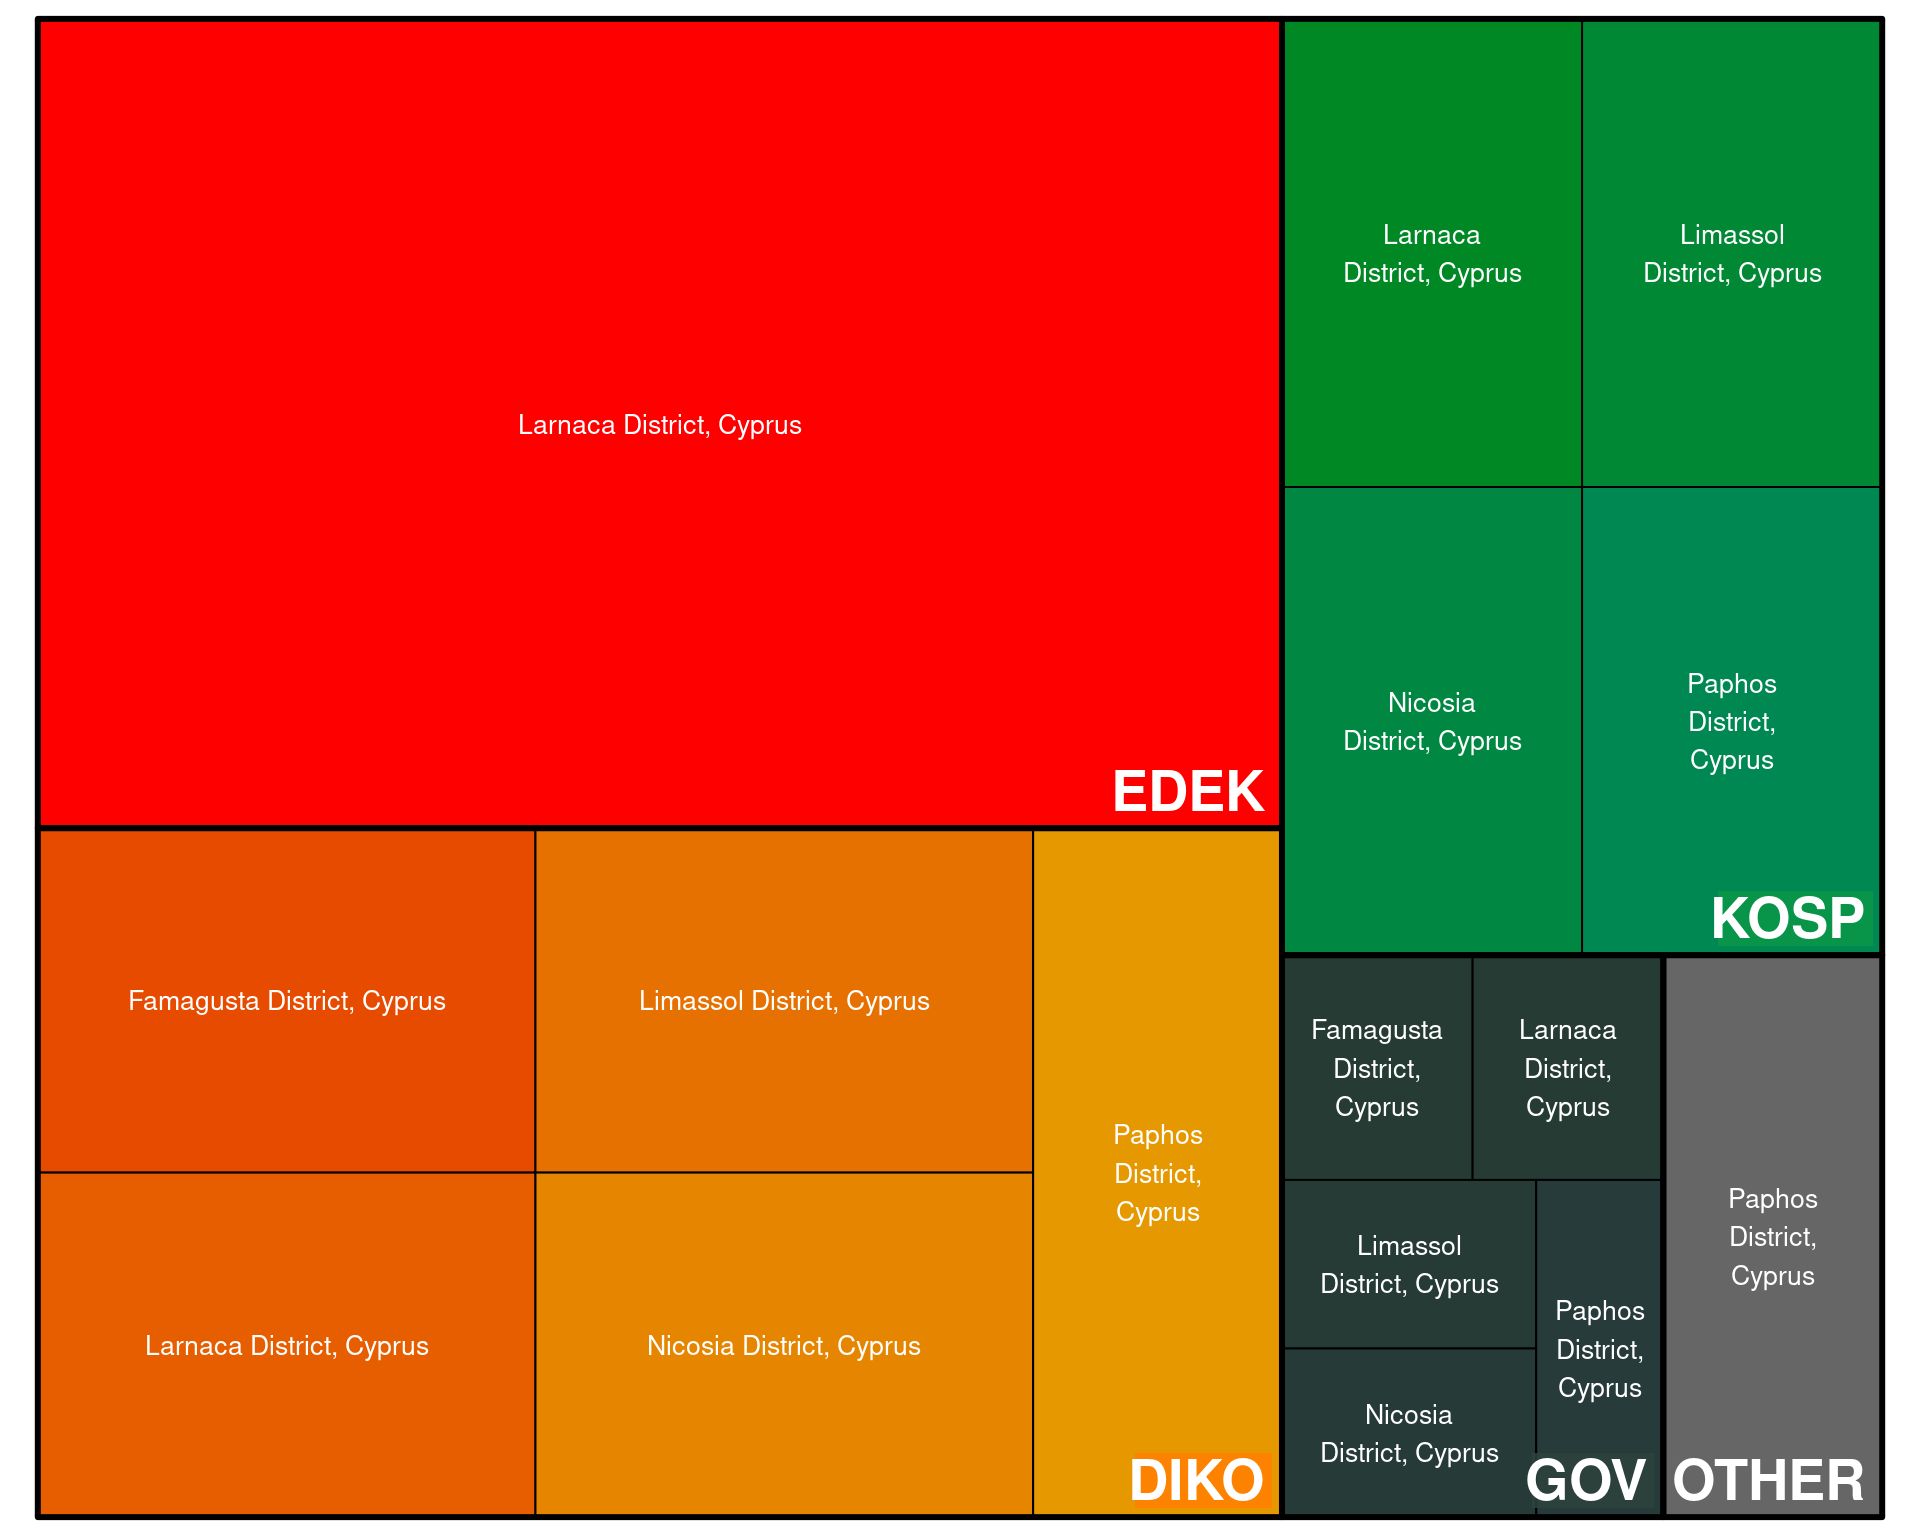 Larnaca District, Cyprus
EDEK
Larnaca
District, Cyprus
Limassol
District, Cyprus
Nicosia
District, Cyprus
Paphos
District,
Cyprus
KOSP
Famagusta District, Cyprus
Limassol District, Cyprus
Larnaca District, Cyprus
Nicosia District, Cyprus
Paphos
District,
Cyprus
DIKO
Famagusta
District,
Cyprus
Larnaca
District,
Cyprus
Limassol
District, Cyprus
Nicosia
District, Cyprus
Paphos
District,
Cyprus
GOV
Paphos
District,
Cyprus
OTHER